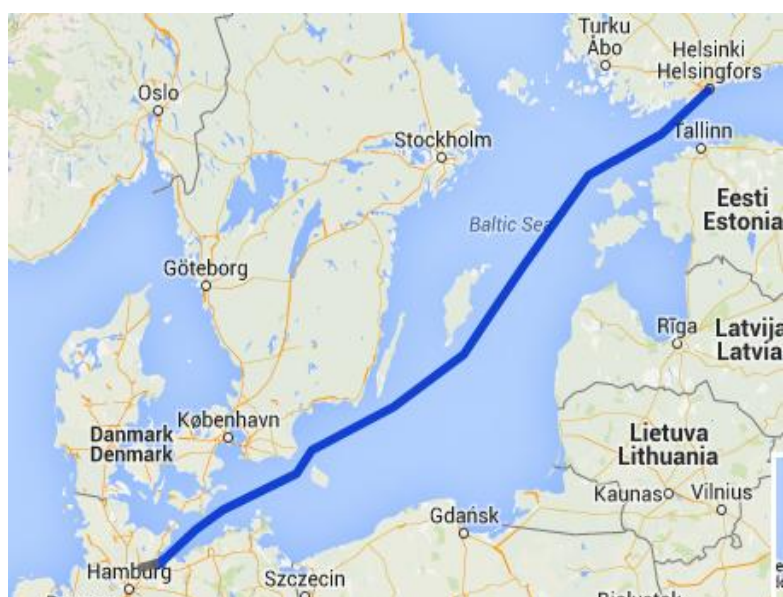 Turku
Åbo
Helsinki
Helsingfors
Oslo
Stockholm
Tallinn
Baltic Sea
Eesti
Estonia
Göteborg
Rīga
Latvija
Latvia
København
Danmark
Denmark
Lietuva
Lithuania
Kaunas
Vilnius
Gdańsk
Hamburg
Szczecin